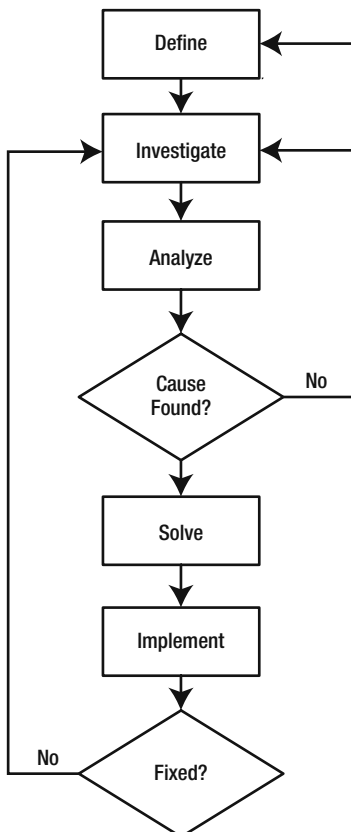 Define
Investigate
Analyze
Cause
Found?
No
Solve
Implement
No
Fixed?